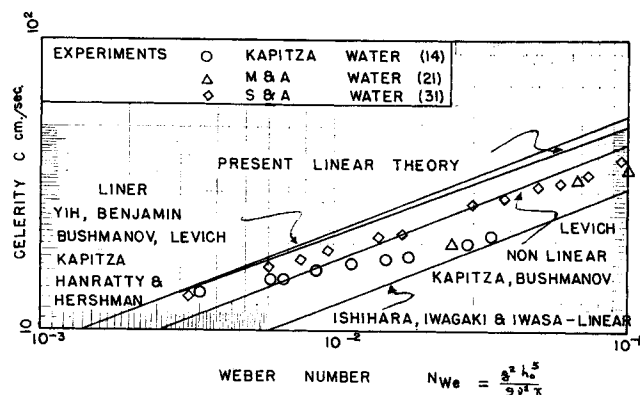 10²
EXPERIMENTS
○ KAPITZA WATER (14)
△ M & A WATER (21)
◇ S & A WATER (31)
CELERITY C cm/sec.
PRESENT LINEAR THEORY
LINER
YIH, BENJAMIN
BUSHMANOV, LEVICH
KAPITZA
HANRATTY &
HERSHMAN
LEVICH
NON LINEAR
KAPITZA, BUSHMANOV
ISHIHARA, IWAGAKI & IWASA-LINEAR
10
10⁻³ 10⁻² 10⁻¹
WEBER NUMBER N We =